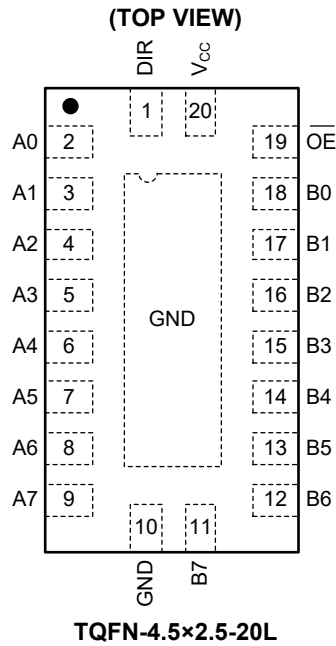 (TOP VIEW)
DIR VCC
1 20
A0 2 19 OE
A1 3 18 B0
A2 4 17 B1
A3 5 16 B2
GND
A4 6 15 B3
A5 7 14 B4
A6 8 13 B5
A7 9 12 B6
10 11
GND B7
TQFN-4.5×2.5-20L